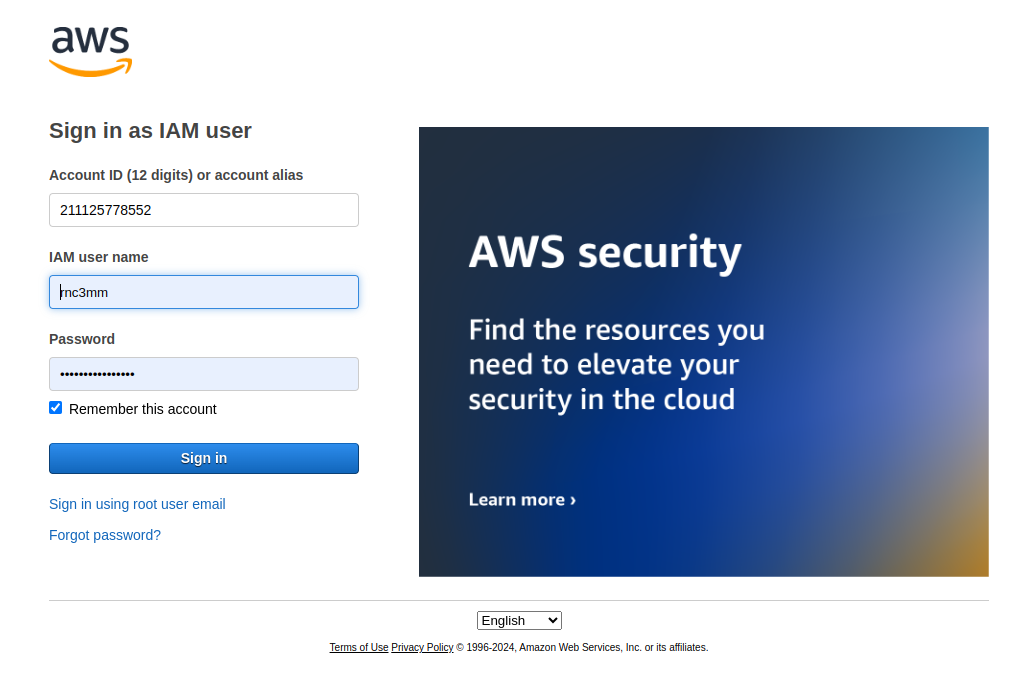 aws
Sign in as IAM user
Account ID (12 digits) or account alias
211125778552
IAM user name
rnc3mm
Password
••••••••••••••••
Remember this account
Sign in
Sign in using root user email
Forgot password?
AWS security
Find the resources you
need to elevate your
security in the cloud
Learn more ›
English
Terms of Use Privacy Policy © 1996-2024, Amazon Web Services, Inc. or its affiliates.